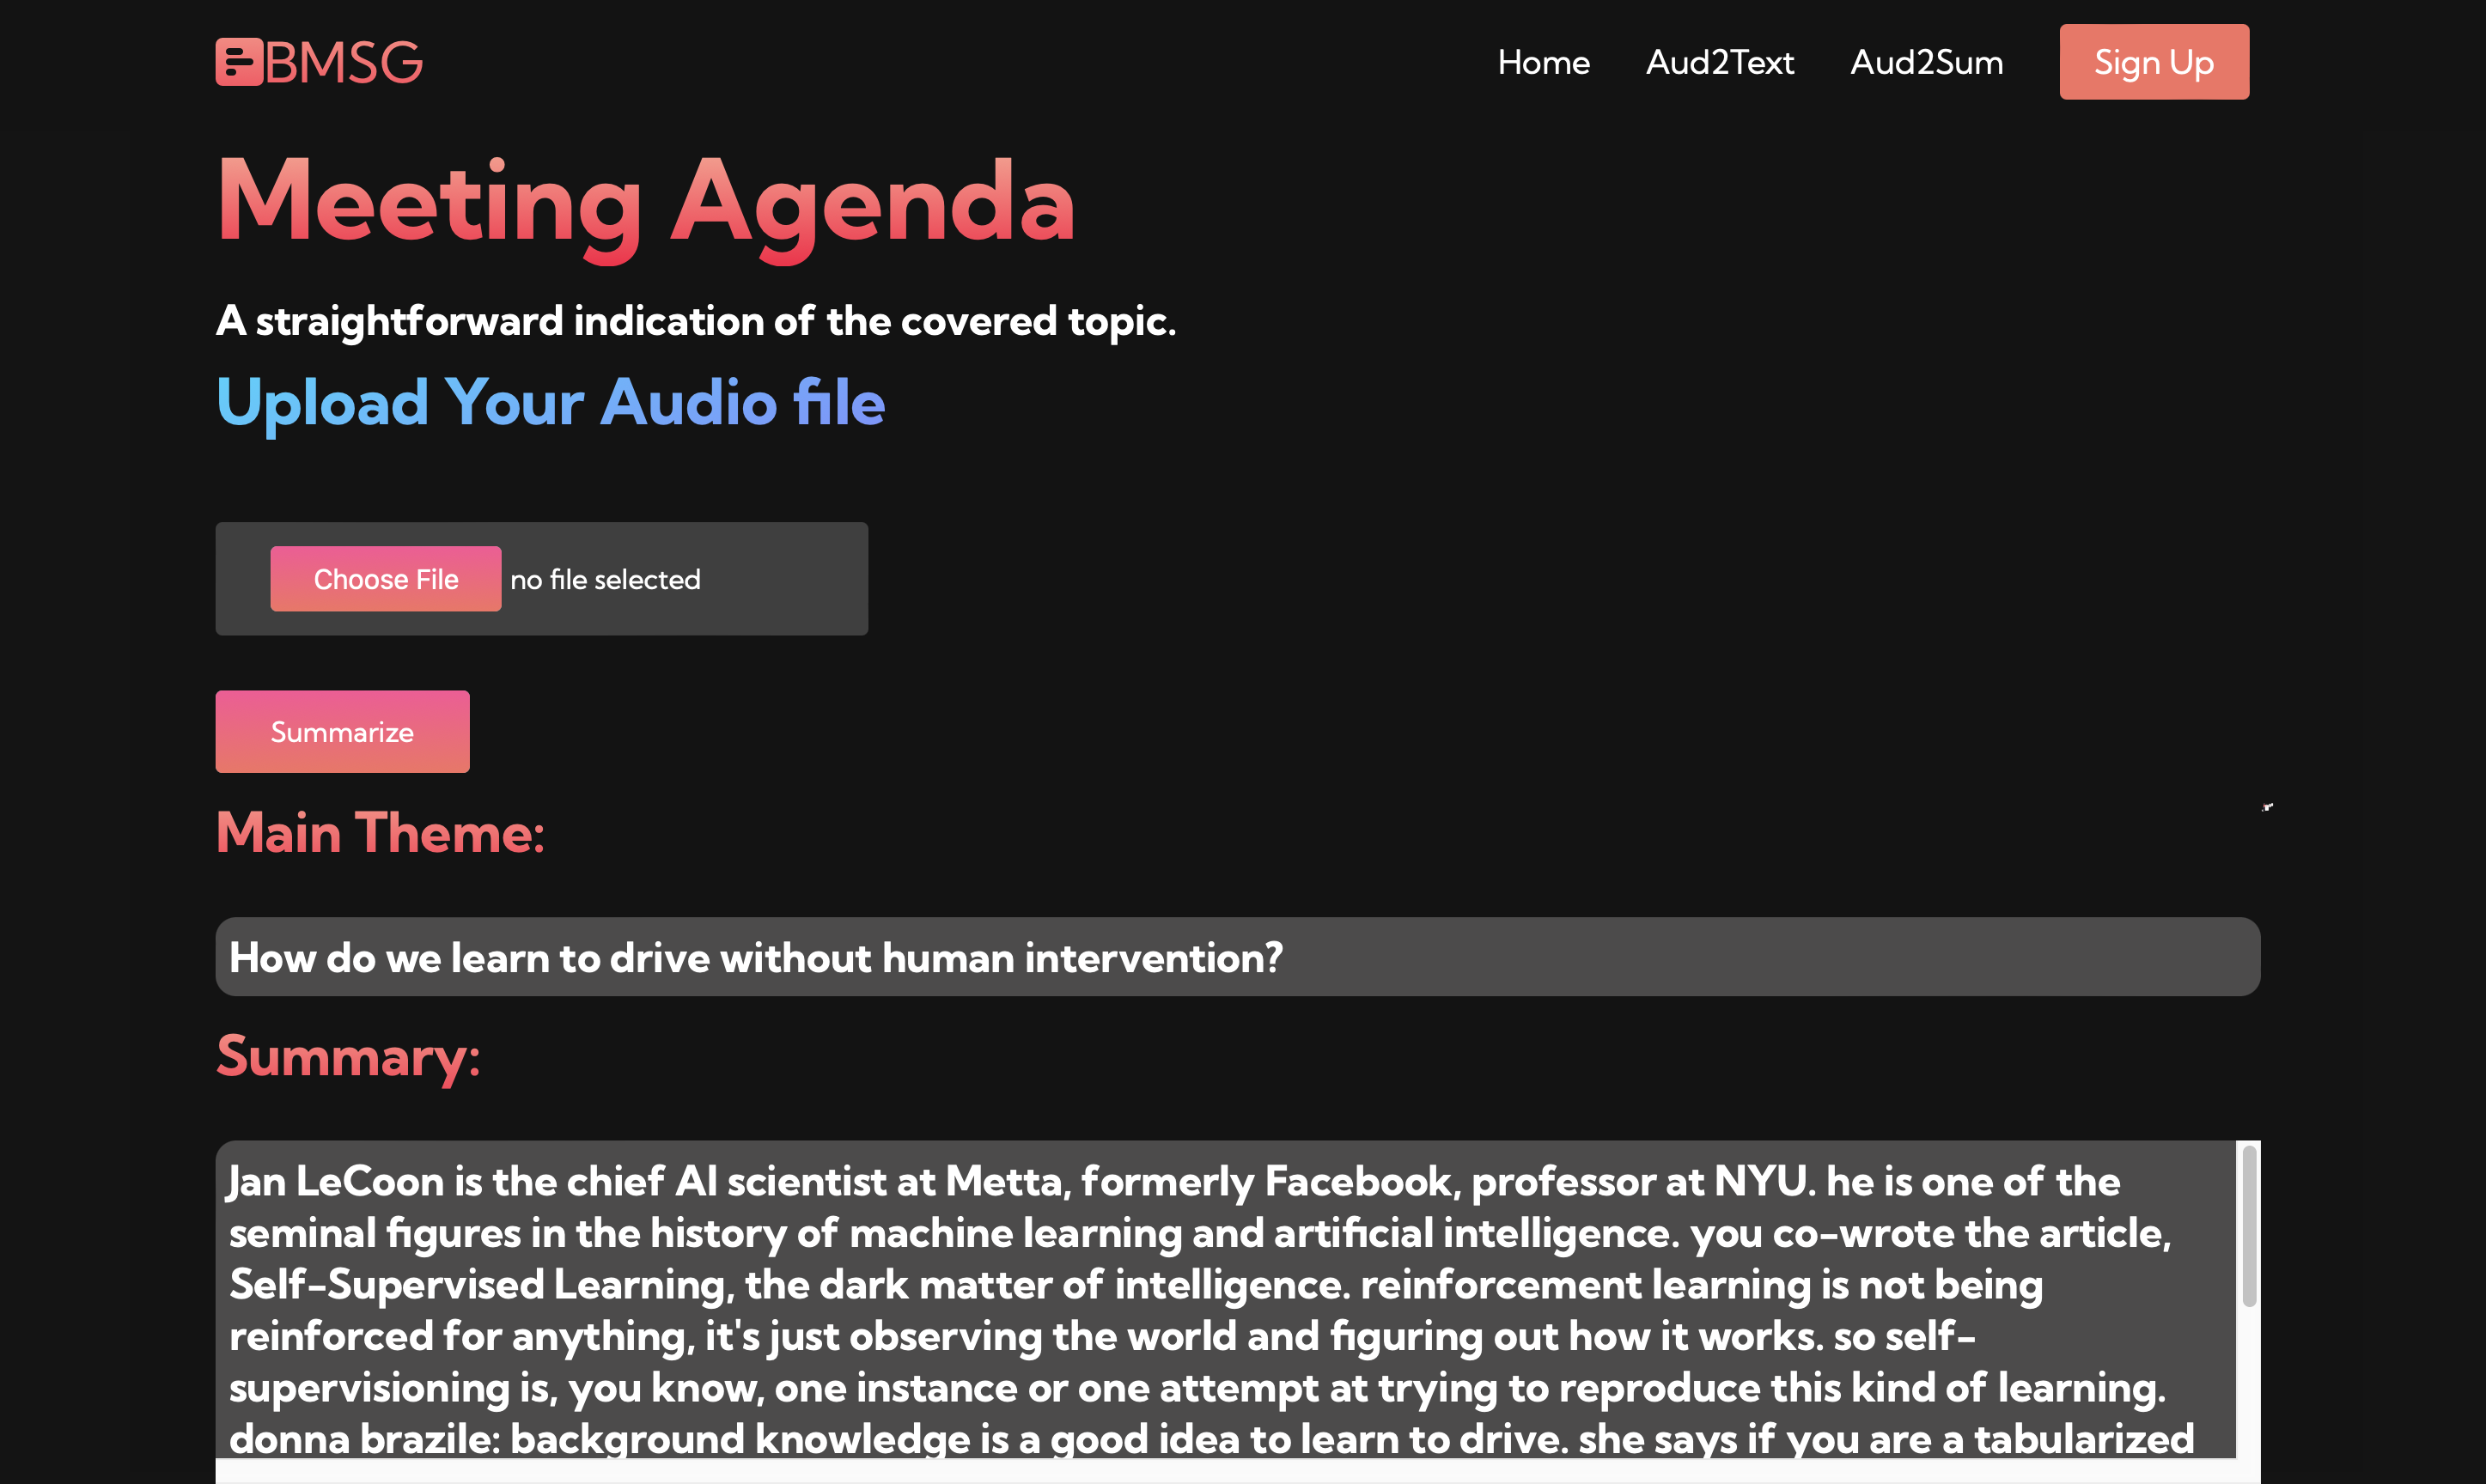 BMSG
Home Aud2Text Aud2Sum Sign Up
Meeting Agenda
A straightforward indication of the covered topic.
Upload Your Audio file
Choose File no file selected
Summarize
Main Theme:
How do we learn to drive without human intervention?
Summary:
Jan LeCoon is the chief AI scientist at Metta, formerly Facebook, professor at NYU. he is one of the
seminal figures in the history of machine learning and artificial intelligence. you co-wrote the article,
Self-Supervised Learning, the dark matter of intelligence. reinforcement learning is not being
reinforced for anything, it's just observing the world and figuring out how it works. so self-
supervisioning is, you know, one instance or one attempt at trying to reproduce this kind of learning.
donna brazile: background knowledge is a good idea to learn to drive. she says if you are a tabularized